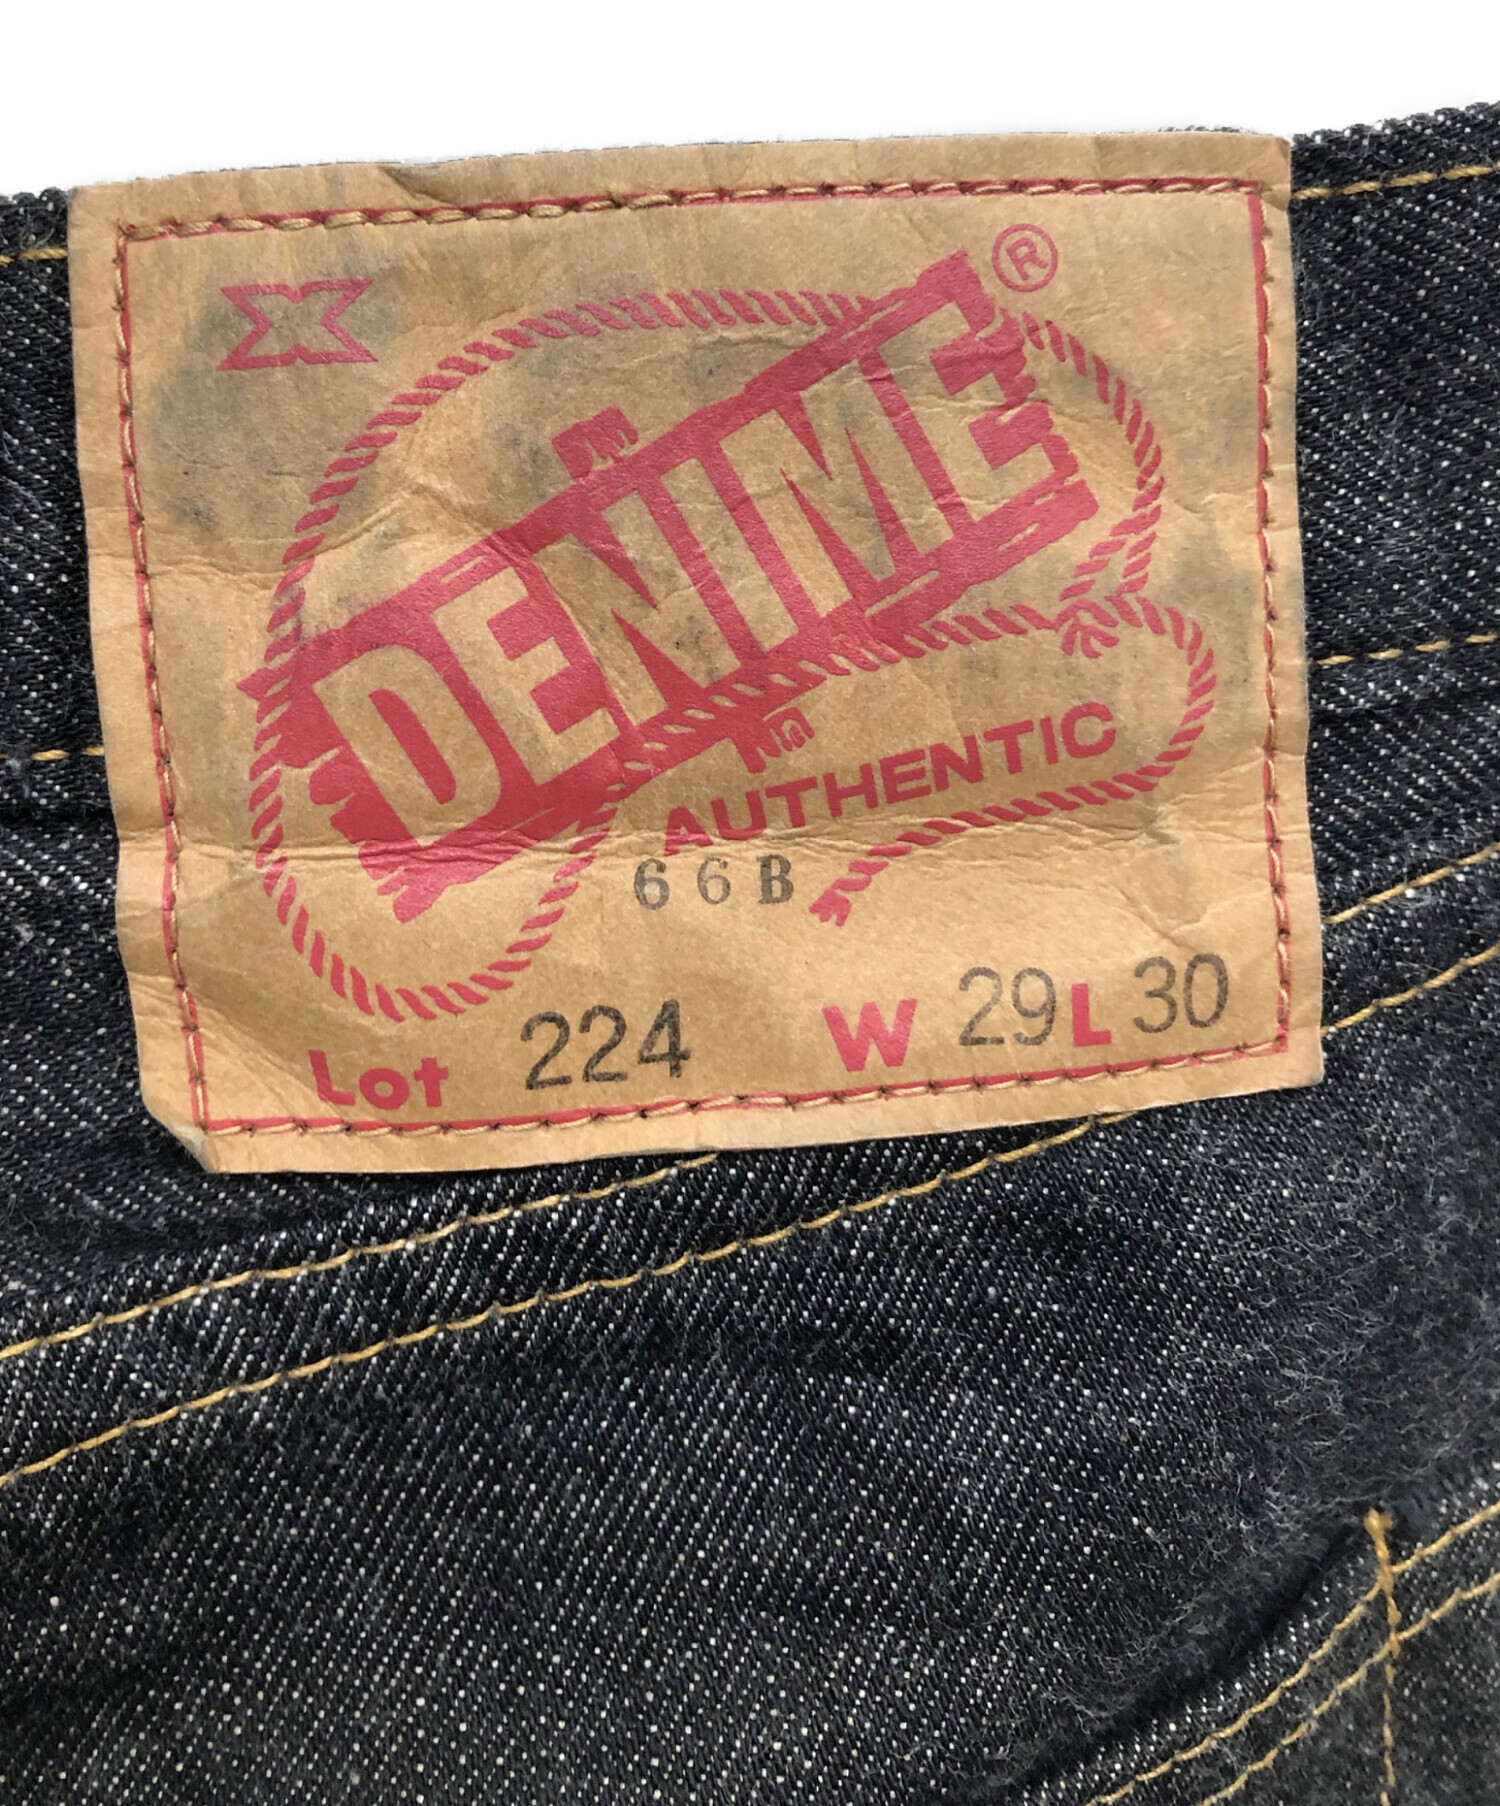 X
DENIME®
AUTHENTIC
66B
Lot 224 W 29 L 30